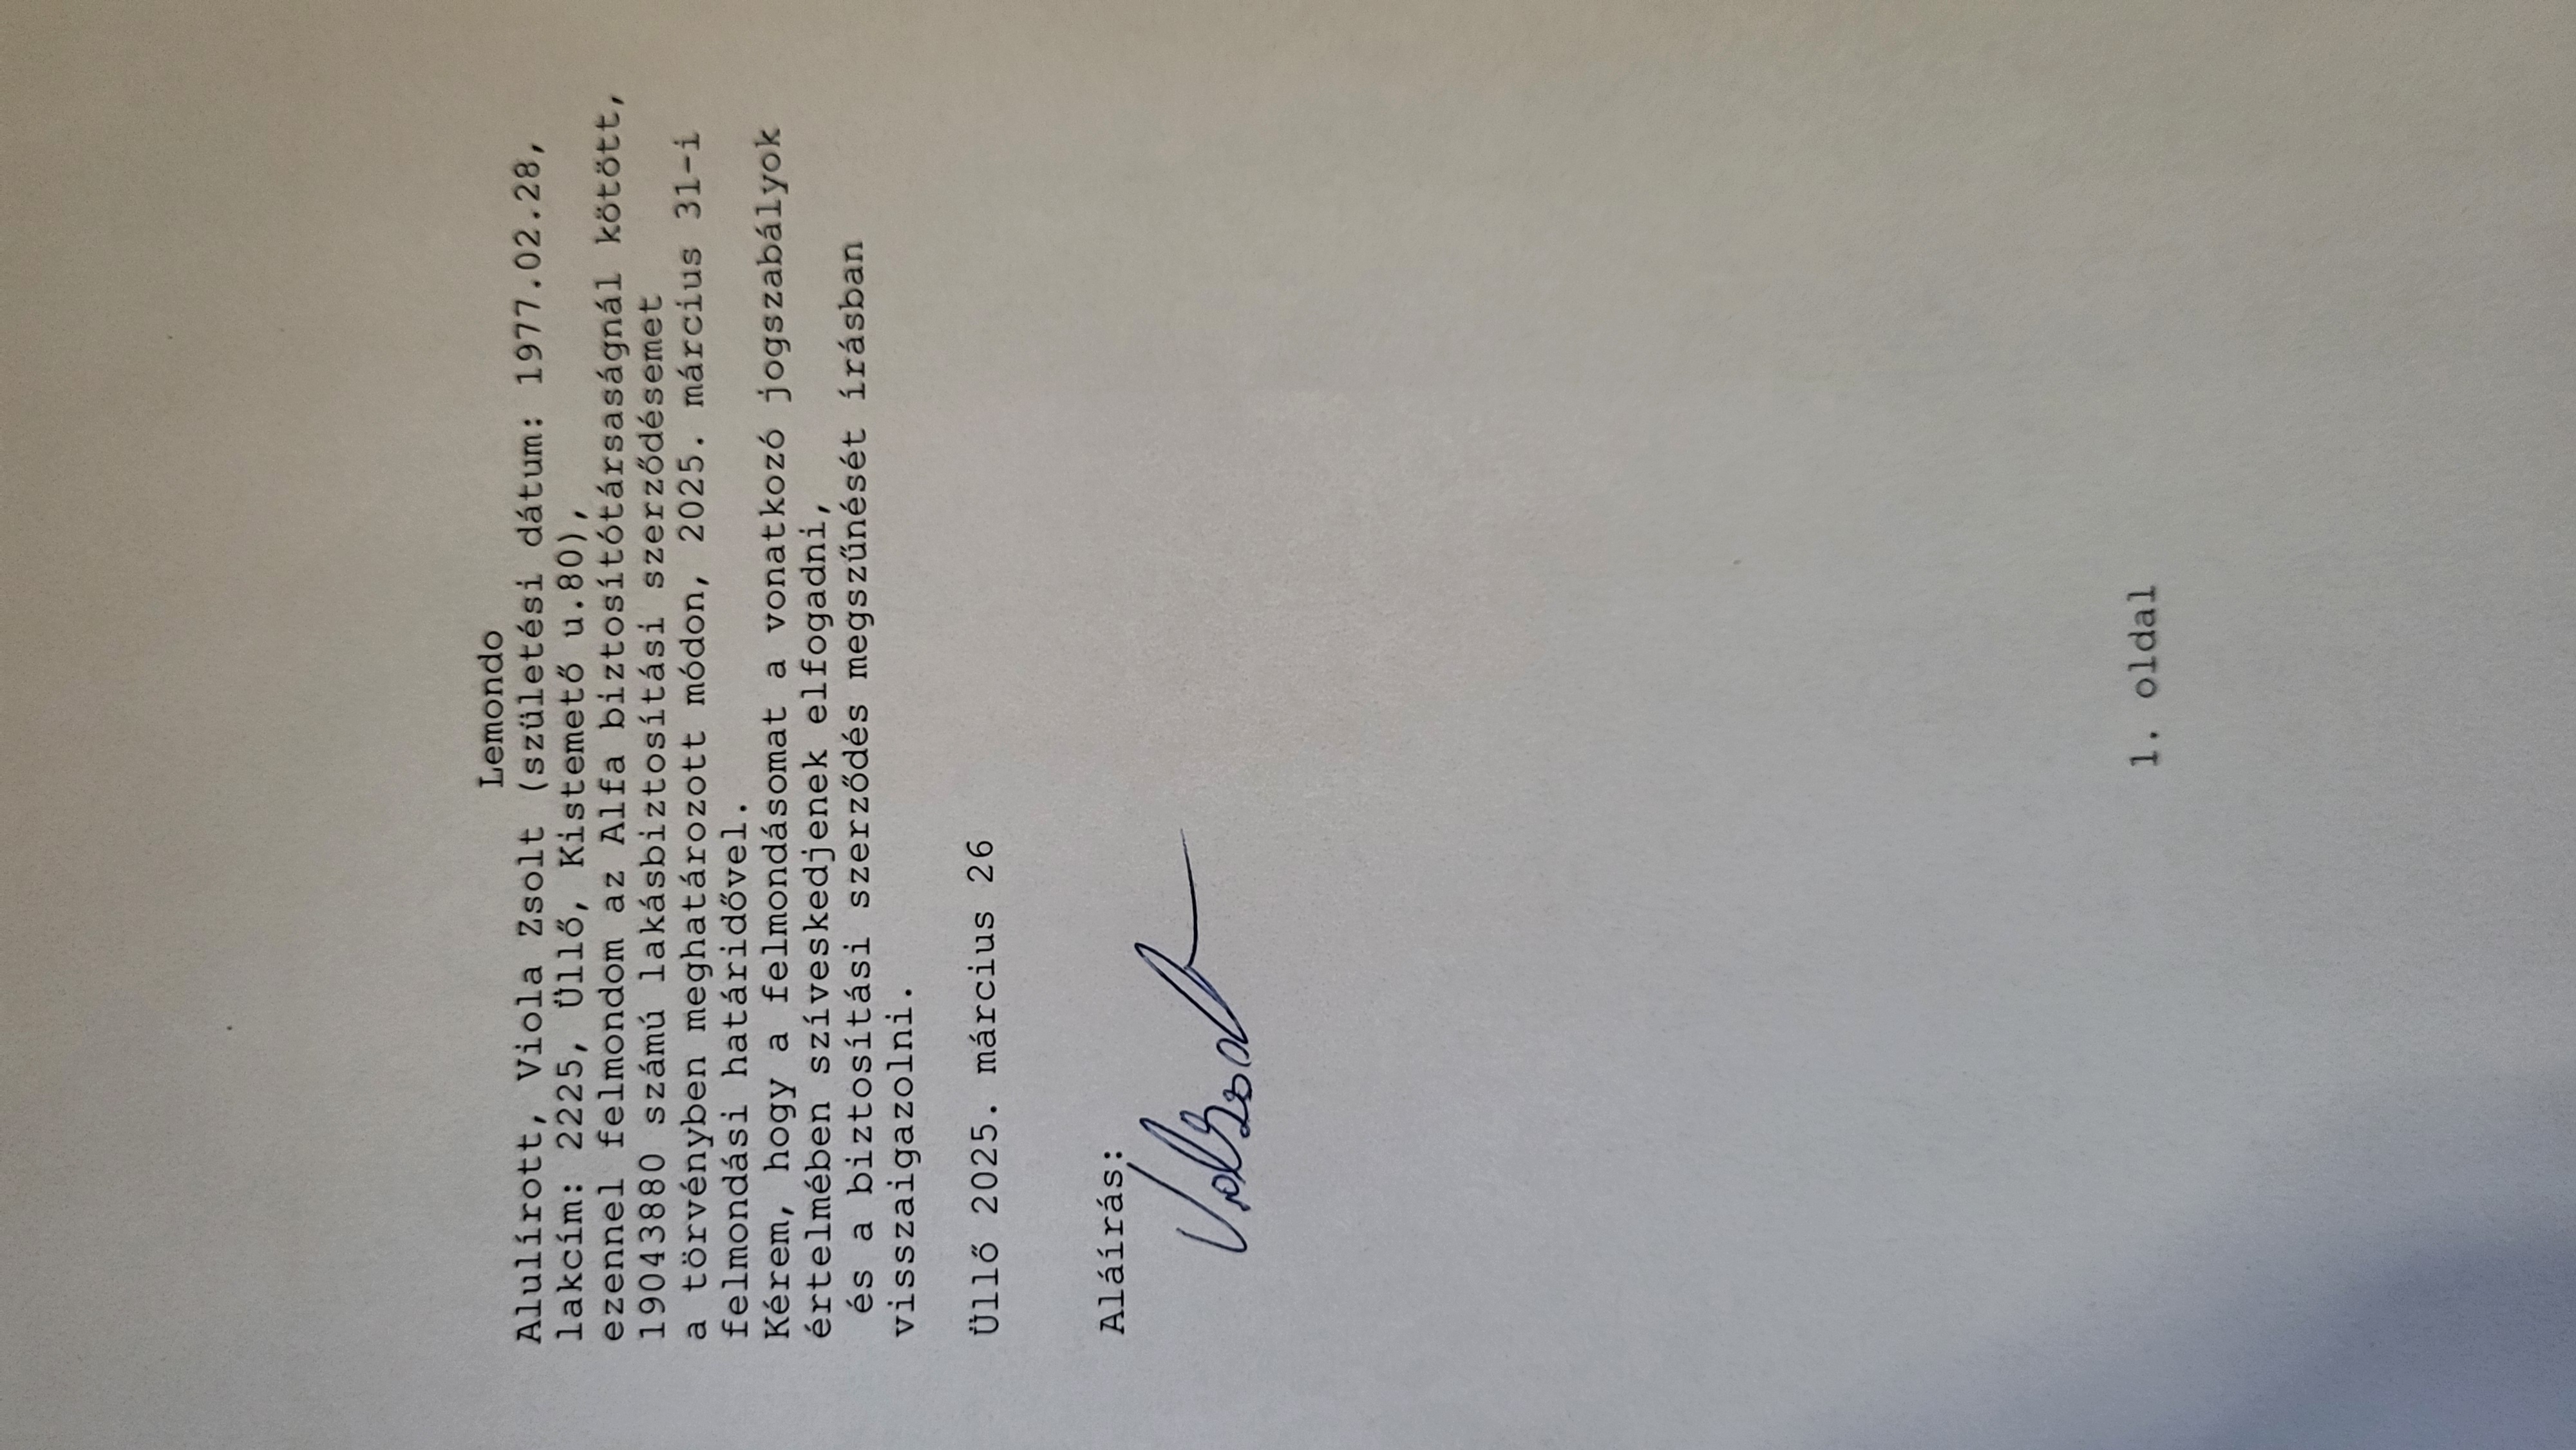 Lemondo
Alulírott, Viola Zsolt (születési dátum: 1977.02.28,
lakcím: 2225, Üllő, Kistemető u.80),
ezennel felmondom az Alfa biztosítótársaságnál kötött,
19043880 számú lakásbiztosítási szerződésemet
a törvényben meghatározott módon, 2025. március 31-i
felmondási határidővel.
Kérem, hogy a felmondásomat a vonatkozó jogszabályok
értelmében szíveskedjenek elfogadni,
és a biztosítási szerződés megszűnését írásban
visszaigazolni.
Üllő 2025. március 26
Aláírás:
1. oldal